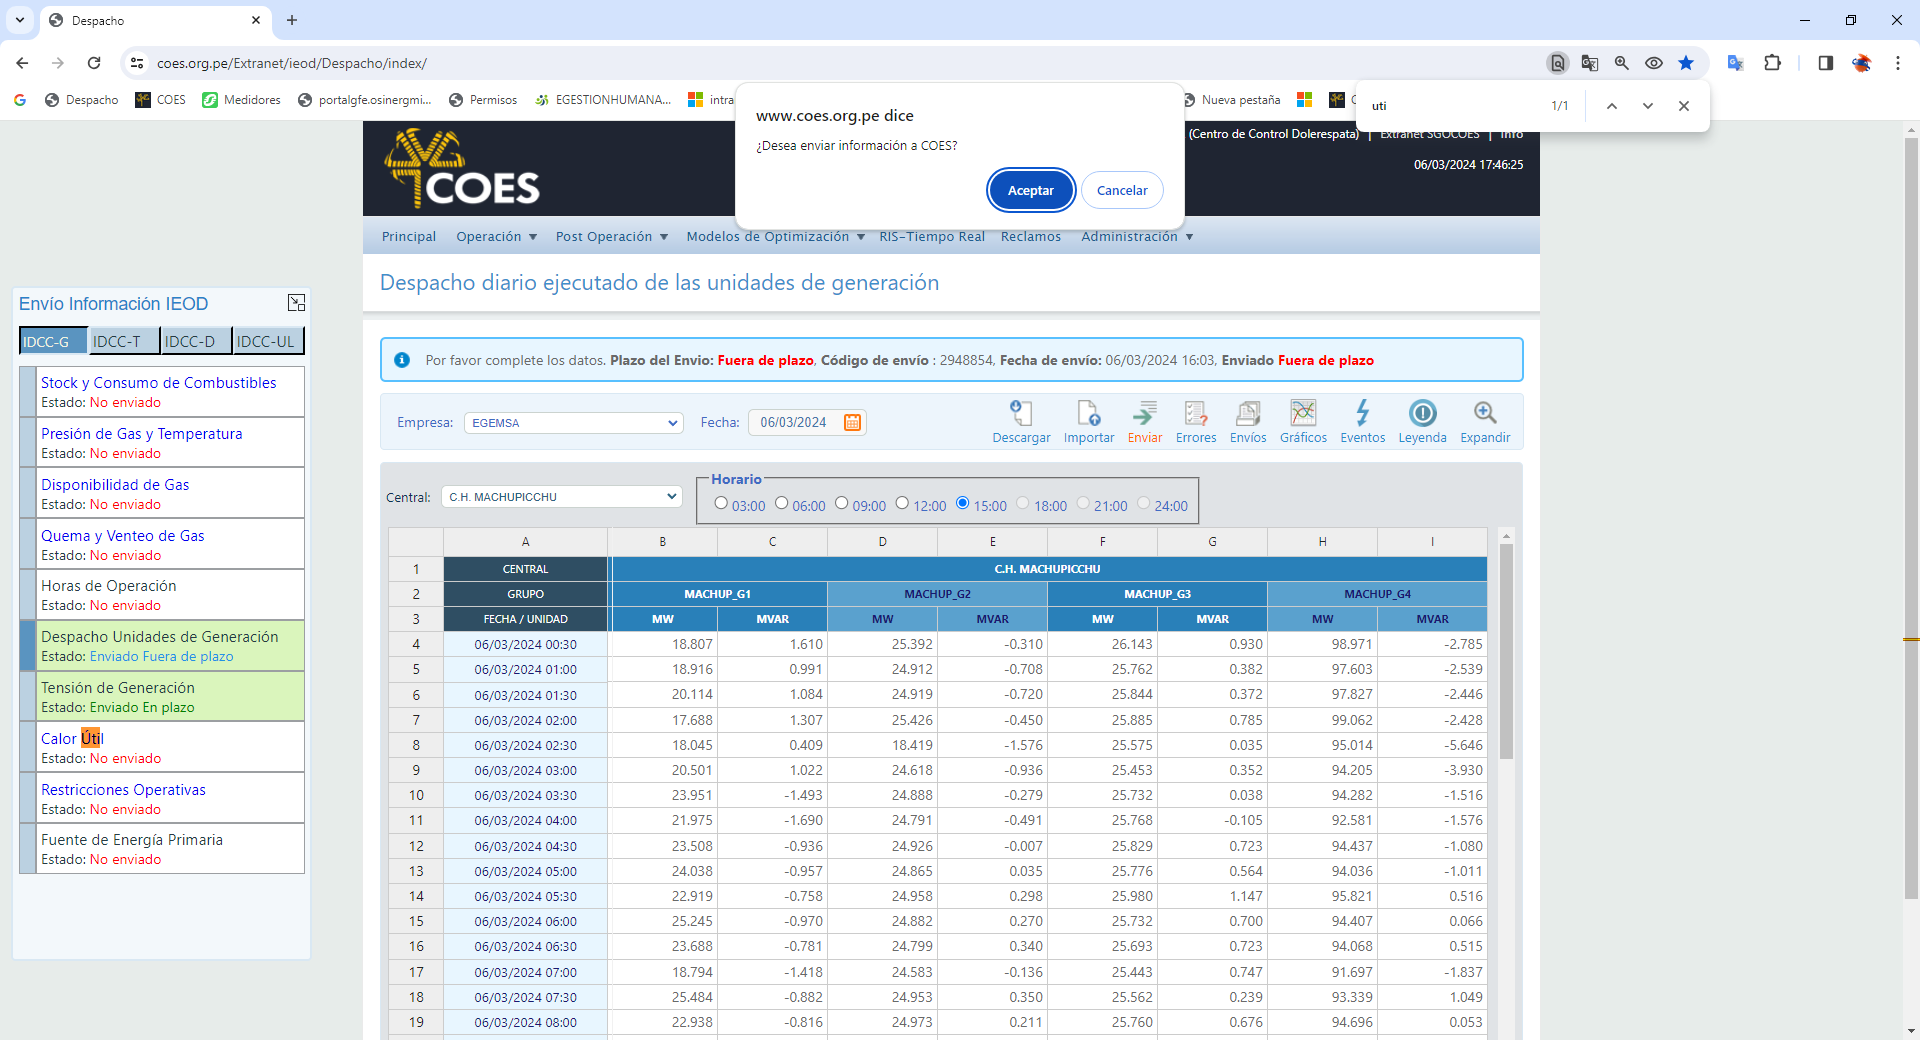 Despacho
coes.org.pe/Extranet/ieod/Despacho/index/
Despacho
COES
Medidores
portalgfe.osinergmi...
Permisos
EGESTIONHUMANA...
intra
Nueva pestaña
uti
1/1
www.coes.org.pe dice
¿Desea enviar información a COES?
Aceptar
Cancelar
COES
(Centro de Control Dolerespata) | Extranet SGOCOES | Info
06/03/2024 17:46:25
Principal Operación Post Operación Modelos de Optimización RIS-Tiempo Real Reclamos Administración
Despacho diario ejecutado de las unidades de generación
Envío Información IEOD
IDCC-G IDCC-T IDCC-D IDCC-UL
Stock y Consumo de Combustibles
Estado: No enviado
Presión de Gas y Temperatura
Estado: No enviado
Disponibilidad de Gas
Estado: No enviado
Quema y Venteo de Gas
Estado: No enviado
Horas de Operación
Estado: No enviado
Despacho Unidades de Generación
Estado: Enviado Fuera de plazo
Tensión de Generación
Estado: Enviado En plazo
Calor Útil
Estado: No enviado
Restricciones Operativas
Estado: No enviado
Fuente de Energía Primaria
Estado: No enviado
Por favor complete los datos. Plazo del Envio: Fuera de plazo, Código de envío : 2948854, Fecha de envío: 06/03/2024 16:03, Enviado Fuera de plazo
Empresa: EGEMSA Fecha: 06/03/2024
Descargar Importar Enviar Errores Envíos Gráficos Eventos Leyenda Expandir
Central: C.H. MACHUPICCHU
Horario
03:00 06:00 09:00 12:00 15:00 18:00 21:00 24:00
A B C D E F G H I
1 CENTRAL C.H. MACHUPICCHU
2 GRUPO MACHUP_G1 MACHUP_G2 MACHUP_G3 MACHUP_G4
3 FECHA / UNIDAD MW MVAR MW MVAR MW MVAR MW MVAR
4 06/03/2024 00:30 18.807 1.610 25.392 -0.310 26.143 0.930 98.971 -2.785
5 06/03/2024 01:00 18.916 0.991 24.912 -0.708 25.762 0.382 97.603 -2.539
6 06/03/2024 01:30 20.114 1.084 24.919 -0.720 25.844 0.372 97.827 -2.446
7 06/03/2024 02:00 17.688 1.307 25.426 -0.450 25.885 0.785 99.062 -2.428
8 06/03/2024 02:30 18.045 0.409 18.419 -1.576 25.575 0.035 95.014 -5.646
9 06/03/2024 03:00 20.501 1.022 24.618 -0.936 25.453 0.352 94.205 -3.930
10 06/03/2024 03:30 23.951 -1.493 24.888 -0.279 25.732 0.038 94.282 -1.516
11 06/03/2024 04:00 21.975 -1.690 24.791 -0.491 25.768 -0.105 92.581 -1.576
12 06/03/2024 04:30 23.508 -0.936 24.926 -0.007 25.829 0.723 94.437 -1.080
13 06/03/2024 05:00 24.038 -0.957 24.865 0.035 25.776 0.564 94.036 -1.011
14 06/03/2024 05:30 22.919 -0.758 24.958 0.298 25.980 1.147 95.821 0.516
15 06/03/2024 06:00 25.245 -0.970 24.882 0.270 25.732 0.700 94.407 0.066
16 06/03/2024 06:30 23.688 -0.781 24.799 0.340 25.693 0.723 94.068 0.515
17 06/03/2024 07:00 18.794 -1.418 24.583 -0.136 25.443 0.747 91.697 -1.837
18 06/03/2024 07:30 25.484 -0.882 24.953 0.350 25.562 0.239 93.339 1.049
19 06/03/2024 08:00 22.938 -0.816 24.973 0.211 25.760 0.676 94.696 0.053